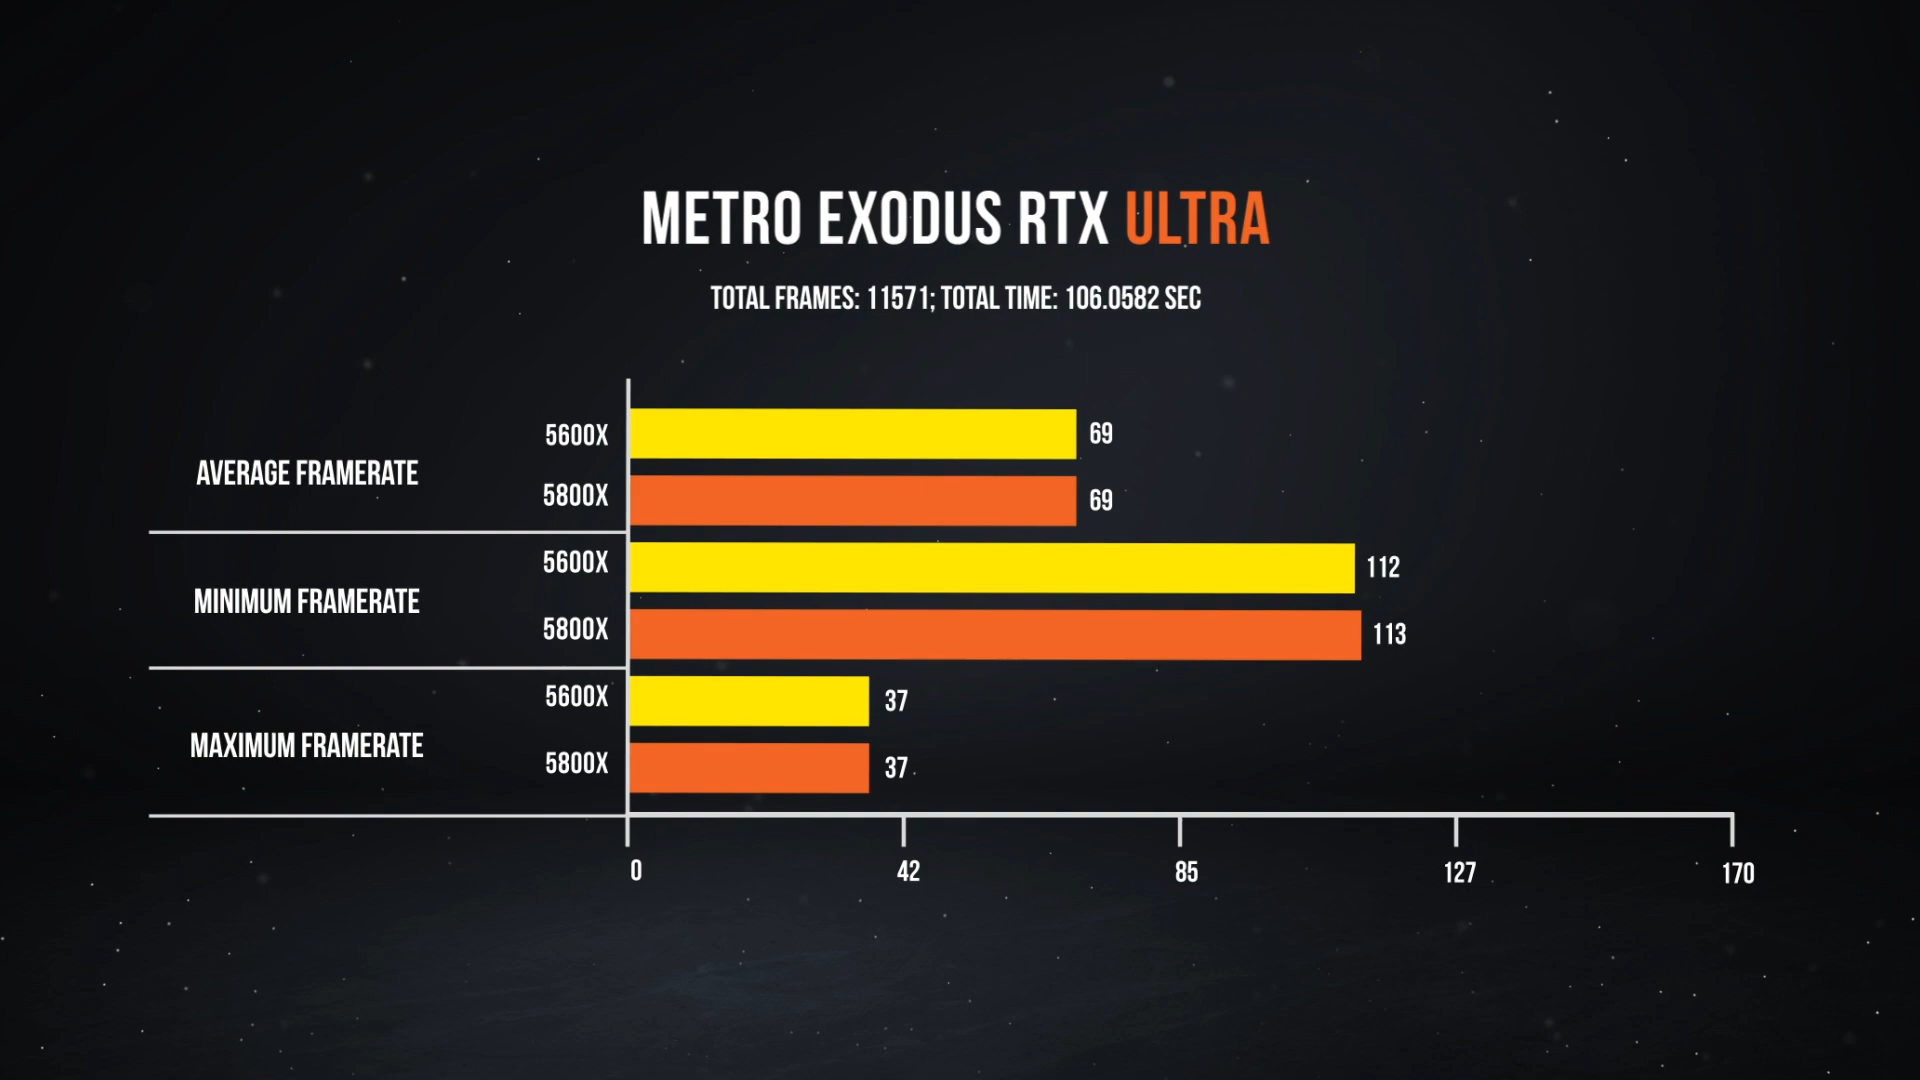 METRO EXODUS RTX ULTRA
TOTAL FRAMES: 11571; TOTAL TIME: 106.0582 SEC
AVERAGE FRAMERATE
5600X
69
5800X
69
MINIMUM FRAMERATE
5600X
112
5800X
113
MAXIMUM FRAMERATE
5600X
37
5800X
37
0 42 85 127 170